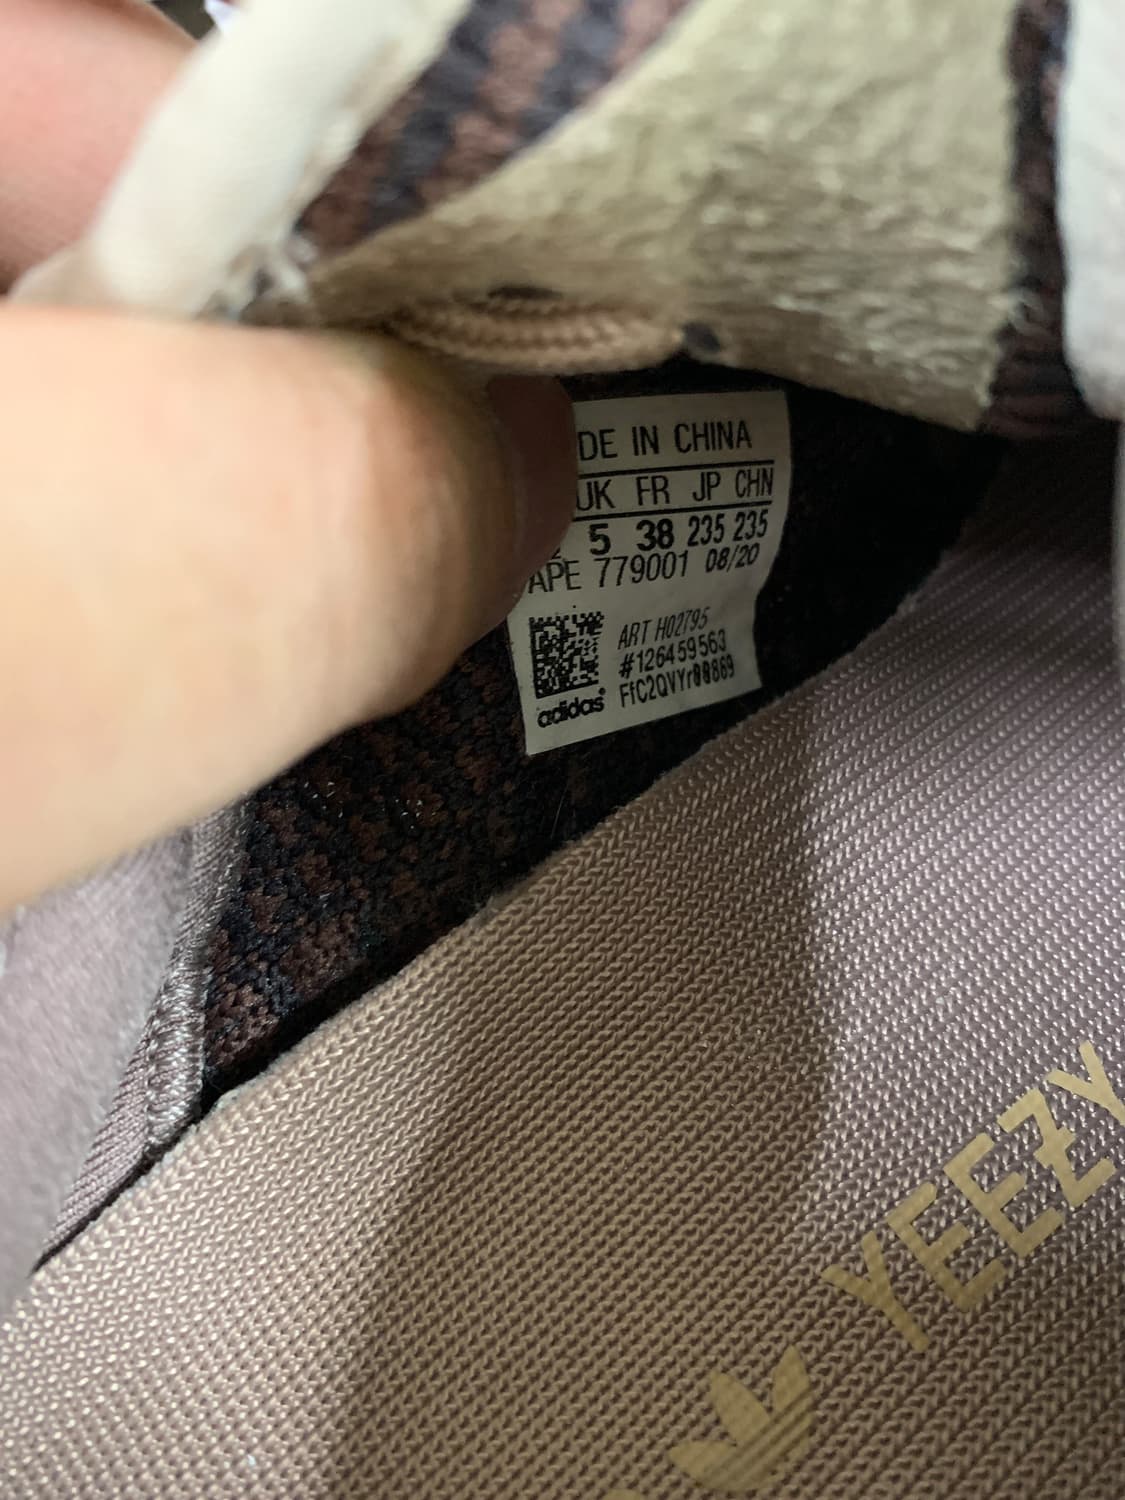 DE IN CHINA
UK FR JP CHN
5 38 235 235
APE 779001 08/20
ART H02795
#126459563
adidas
YEEZY